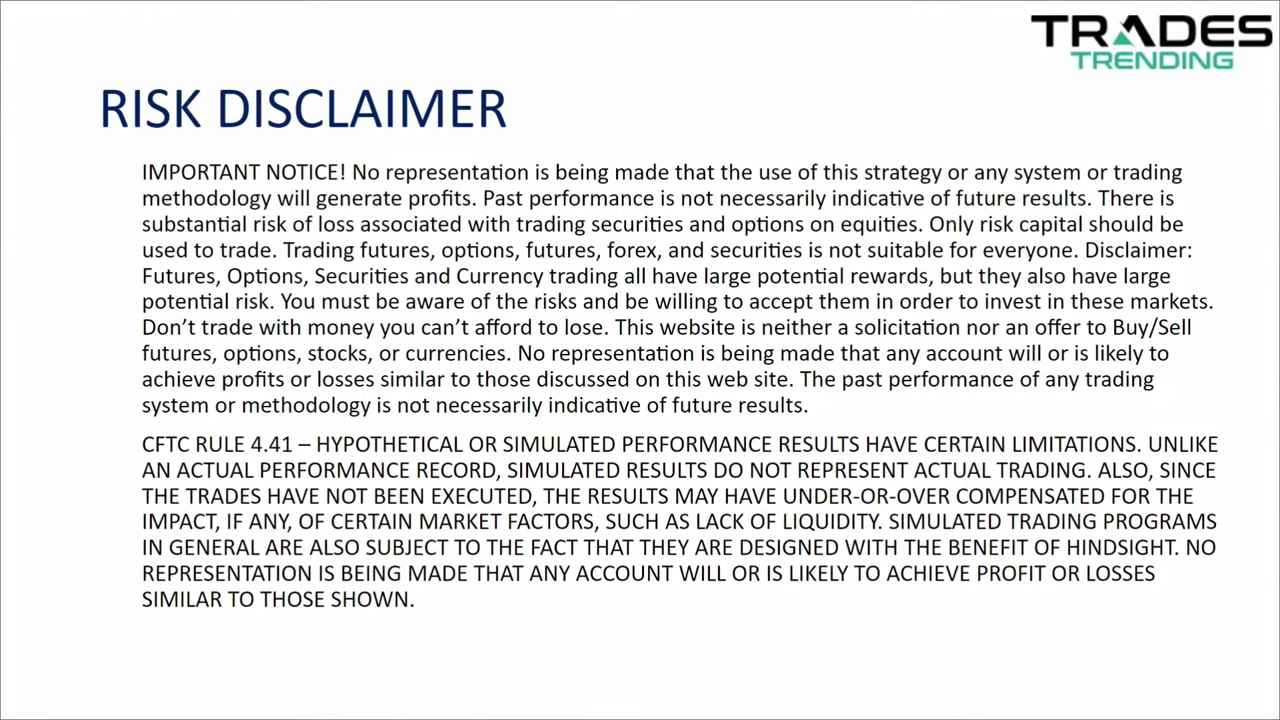 TRADES
TRENDING
RISK DISCLAIMER
IMPORTANT NOTICE! No representation is being made that the use of this strategy or any system or trading
methodology will generate profits. Past performance is not necessarily indicative of future results. There is
substantial risk of loss associated with trading securities and options on equities. Only risk capital should be
used to trade. Trading futures, options, futures, forex, and securities is not suitable for everyone. Disclaimer:
Futures, Options, Securities and Currency trading all have large potential rewards, but they also have large
potential risk. You must be aware of the risks and be willing to accept them in order to invest in these markets.
Don’t trade with money you can’t afford to lose. This website is neither a solicitation nor an offer to Buy/Sell
futures, options, stocks, or currencies. No representation is being made that any account will or is likely to
achieve profits or losses similar to those discussed on this web site. The past performance of any trading
system or methodology is not necessarily indicative of future results.
CFTC RULE 4.41 – HYPOTHETICAL OR SIMULATED PERFORMANCE RESULTS HAVE CERTAIN LIMITATIONS. UNLIKE
AN ACTUAL PERFORMANCE RECORD, SIMULATED RESULTS DO NOT REPRESENT ACTUAL TRADING. ALSO, SINCE
THE TRADES HAVE NOT BEEN EXECUTED, THE RESULTS MAY HAVE UNDER-OR-OVER COMPENSATED FOR THE
IMPACT, IF ANY, OF CERTAIN MARKET FACTORS, SUCH AS LACK OF LIQUIDITY. SIMULATED TRADING PROGRAMS
IN GENERAL ARE ALSO SUBJECT TO THE FACT THAT THEY ARE DESIGNED WITH THE BENEFIT OF HINDSIGHT. NO
REPRESENTATION IS BEING MADE THAT ANY ACCOUNT WILL OR IS LIKELY TO ACHIEVE PROFIT OR LOSSES
SIMILAR TO THOSE SHOWN.